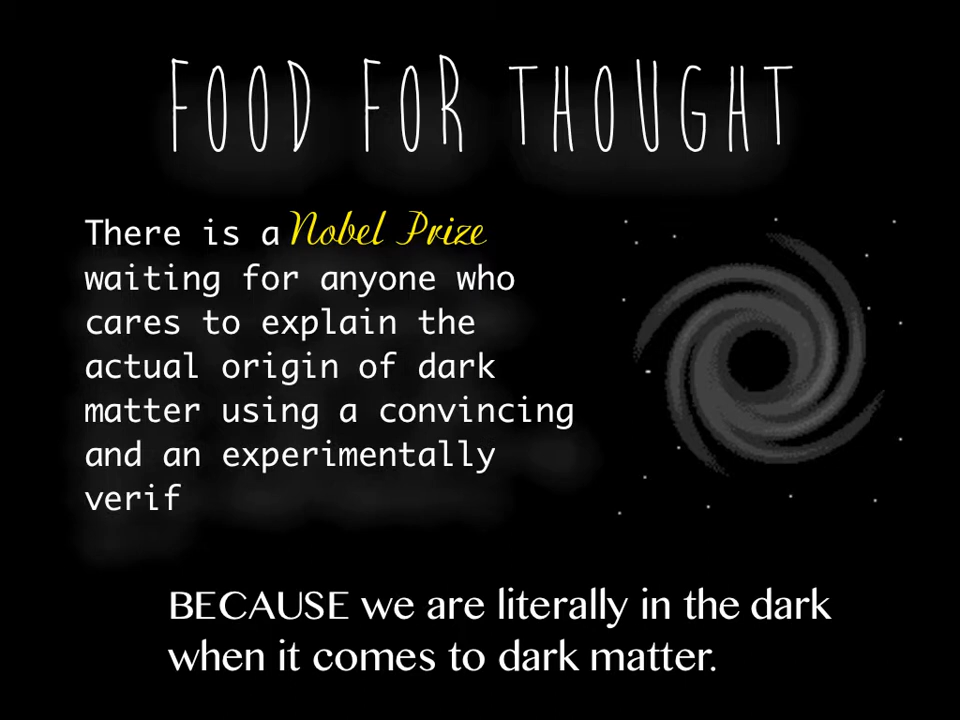 FOOD FOR THOUGHT
There is a Nobel Prize
waiting for anyone who
cares to explain the
actual origin of dark
matter using a convincing
and an experimentally
verif
BECAUSE we are literally in the dark
when it comes to dark matter.